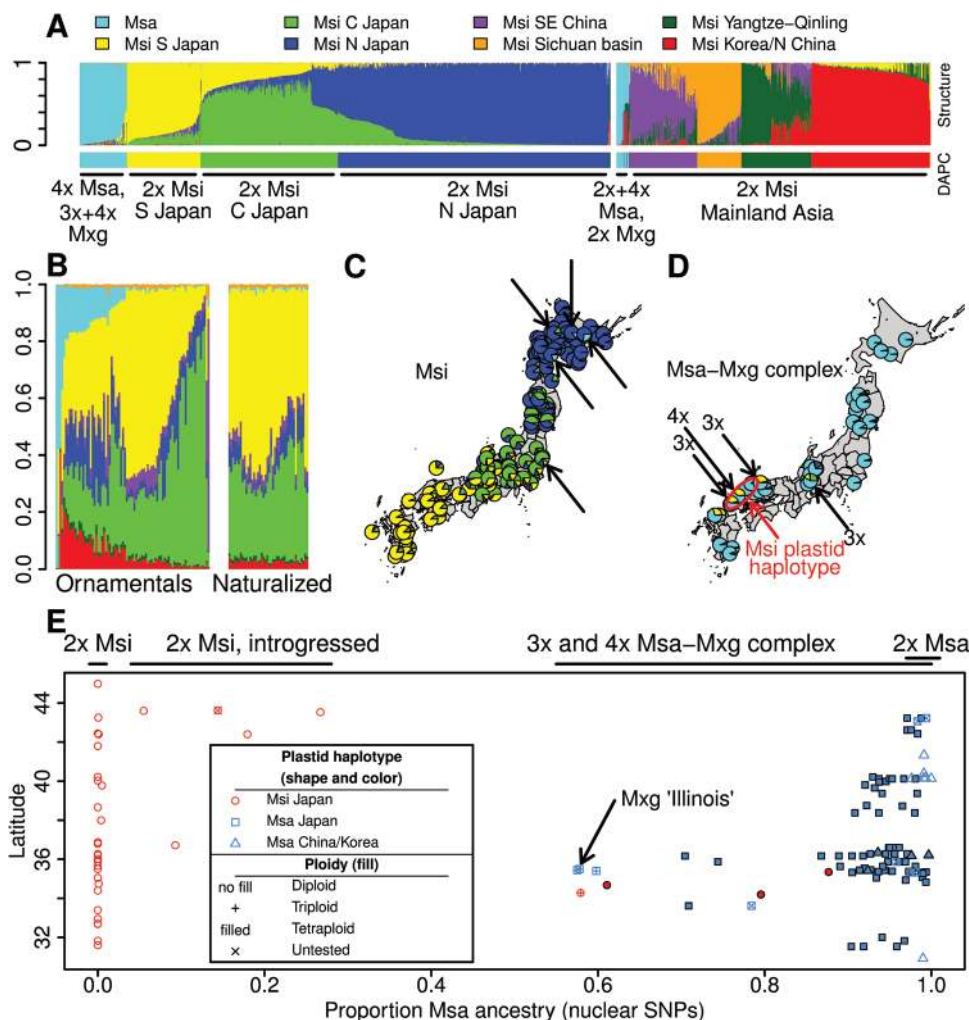 Msa
Msi C Japan
Msi SE China
Msi Yangtze−Qinling
Msi S Japan
Msi N Japan
Msi Sichuan basin
Msi Korea/N China
A
1
0
Structure
DAPC
4x Msa,
3x+4x
Mxg
2x Msi
S Japan
2x Msi
C Japan
2x Msi
N Japan
2x+4x
Msa,
2x Mxg
2x Msi
Mainland Asia
B
1.0
0.8
0.6
0.4
0.2
0.0
Ornamentals
Naturalized
C
Msi
D
Msa−Mxg complex
4x
3x
3x
3x
Msi plastid
haplotype
E
2x Msi
2x Msi, introgressed
3x and 4x Msa−Mxg complex
2x Msa
Latitude
44
40
36
32
Plastid haplotype
(shape and color)
Msi Japan
Msa Japan
Msa China/Korea
Ploidy (fill)
no fill Diploid
+ Triploid
filled Tetraploid
× Untested
Mxg 'Illinois'
0.0 0.2 0.4 0.6 0.8 1.0
Proportion Msa ancestry (nuclear SNPs)